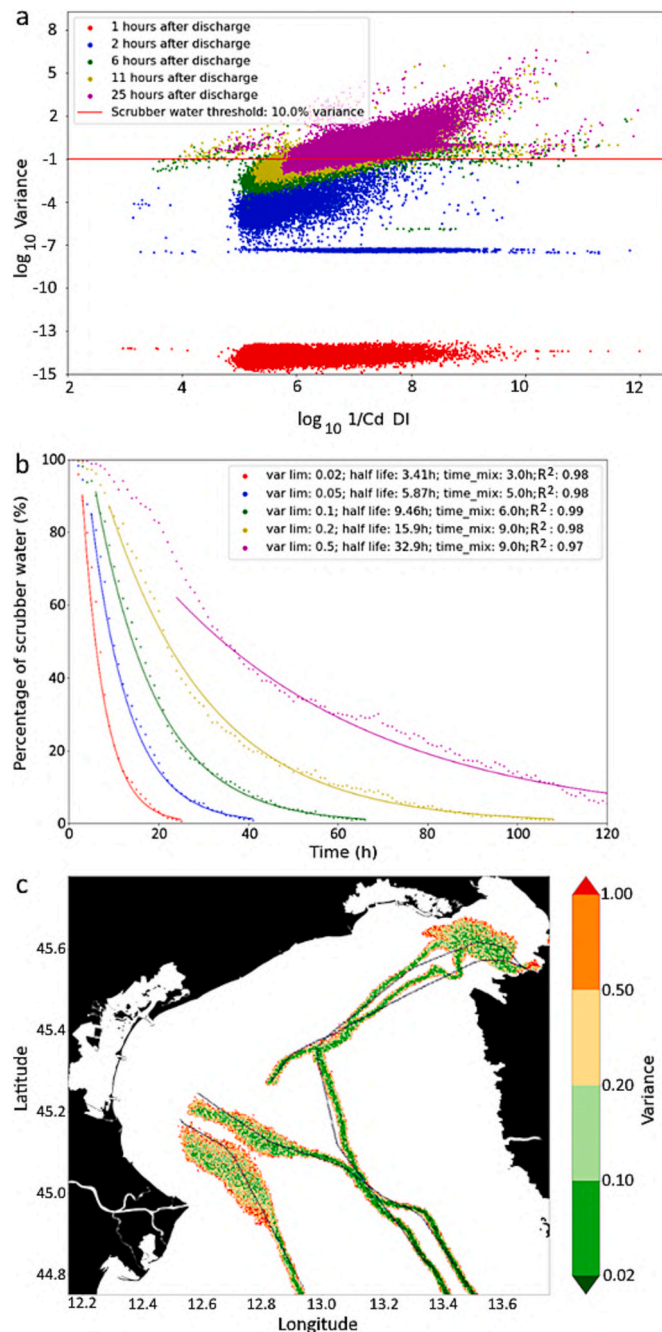 a
8
5
2
-1
-4
-7
-10
-13
-15
log10 Variance
1 hours after discharge
2 hours after discharge
6 hours after discharge
11 hours after discharge
25 hours after discharge
Scrubber water threshold: 10.0% variance
2 4 6 8 10 12
log10 1/Cd DI
b
100
80
60
40
20
0
Percentage of scrubber water (%)
var lim: 0.02; half life: 3.41h; time_mix: 3.0h;R²: 0.98
var lim: 0.05; half life: 5.87h; time_mix: 5.0h;R²: 0.98
var lim: 0.1; half life: 9.46h; time_mix: 6.0h;R²: 0.99
var lim: 0.2; half life: 15.9h; time_mix: 9.0h;R²: 0.98
var lim: 0.5; half life: 32.9h; time_mix: 9.0h;R²: 0.97
0 20 40 60 80 100 120
Time (h)
c
45.6
45.4
45.2
45.0
44.8
Latitude
12.2 12.4 12.6 12.8 13.0 13.2 13.4 13.6
Longitude
1.00
0.50
0.20
0.10
0.02
Variance